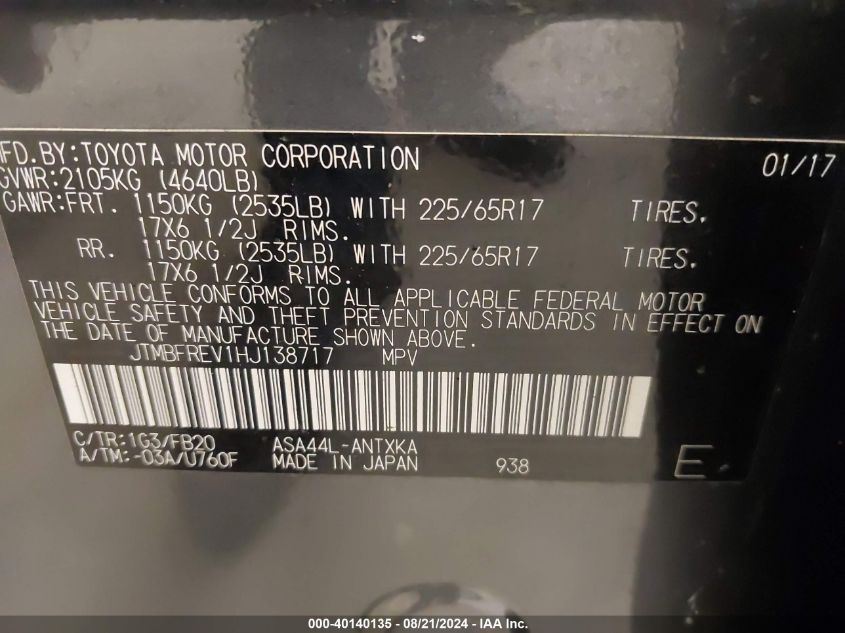 MFD.BY:TOYOTA MOTOR CORPORATION 01/17
GVWR:2105KG (4640LB)
GAWR:FRT. 1150KG (2535LB) WITH 225/65R17 TIRES,
17X6 1/2J RIMS.
RR. 1150KG (2535LB) WITH 225/65R17 TIRES.
17X6 1/2J RIMS.
THIS VEHICLE CONFORMS TO ALL APPLICABLE FEDERAL MOTOR
VEHICLE SAFETY AND THEFT PREVENTION STANDARDS IN EFFECT ON
THE DATE OF MANUFACTURE SHOWN ABOVE.
JTMBFREV1HJ138717 MPV
C/TR:1G3/FB20 ASA44L-ANTXKA
A/TM:-03A/U760F MADE IN JAPAN 938 E
000-40140135 - 08/21/2024 - IAA Inc.